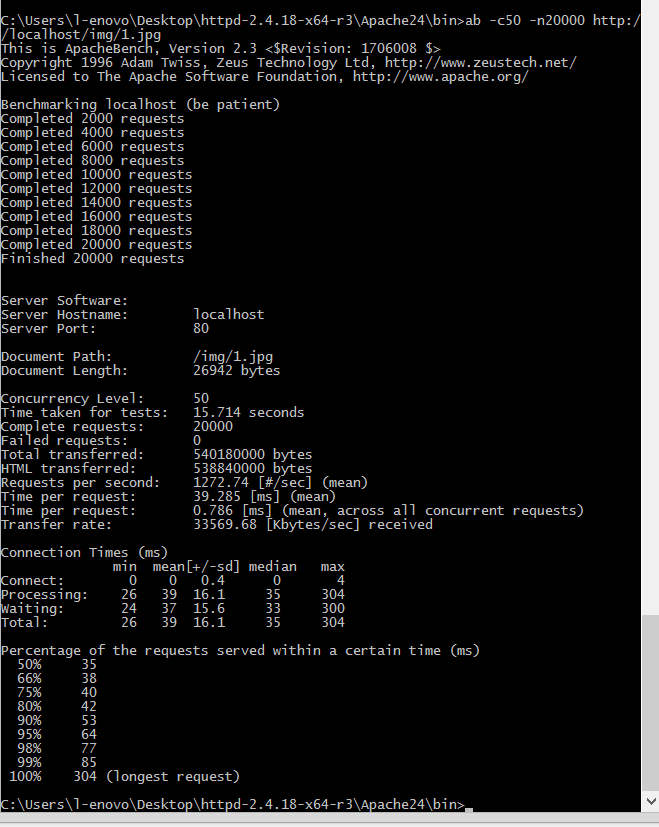 C:\Users\l-enovo\Desktop\httpd-2.4.18-x64-r3\Apache24\bin>ab -c50 -n20000 http:/
/localhost/img/1.jpg
This is ApacheBench, Version 2.3 <$Revision: 1706008 $>
Copyright 1996 Adam Twiss, Zeus Technology Ltd, http://www.zeustech.net/
Licensed to The Apache Software Foundation, http://www.apache.org/

Benchmarking localhost (be patient)
Completed 2000 requests
Completed 4000 requests
Completed 6000 requests
Completed 8000 requests
Completed 10000 requests
Completed 12000 requests
Completed 14000 requests
Completed 16000 requests
Completed 18000 requests
Completed 20000 requests
Finished 20000 requests


Server Software:
Server Hostname:        localhost
Server Port:            80

Document Path:          /img/1.jpg
Document Length:        26942 bytes

Concurrency Level:      50
Time taken for tests:   15.714 seconds
Complete requests:      20000
Failed requests:        0
Total transferred:      540180000 bytes
HTML transferred:       538840000 bytes
Requests per second:    1272.74 [#/sec] (mean)
Time per request:       39.285 [ms] (mean)
Time per request:       0.786 [ms] (mean, across all concurrent requests)
Transfer rate:          33569.68 [Kbytes/sec] received

Connection Times (ms)
              min  mean[+/-sd] median   max
Connect:        0    0   0.4      0       4
Processing:    26   39  16.1     35     304
Waiting:       24   37  15.6     33     300
Total:         26   39  16.1     35     304

Percentage of the requests served within a certain time (ms)
  50%     35
  66%     38
  75%     40
  80%     42
  90%     53
  95%     64
  98%     77
  99%     85
 100%    304 (longest request)

C:\Users\l-enovo\Desktop\httpd-2.4.18-x64-r3\Apache24\bin>_